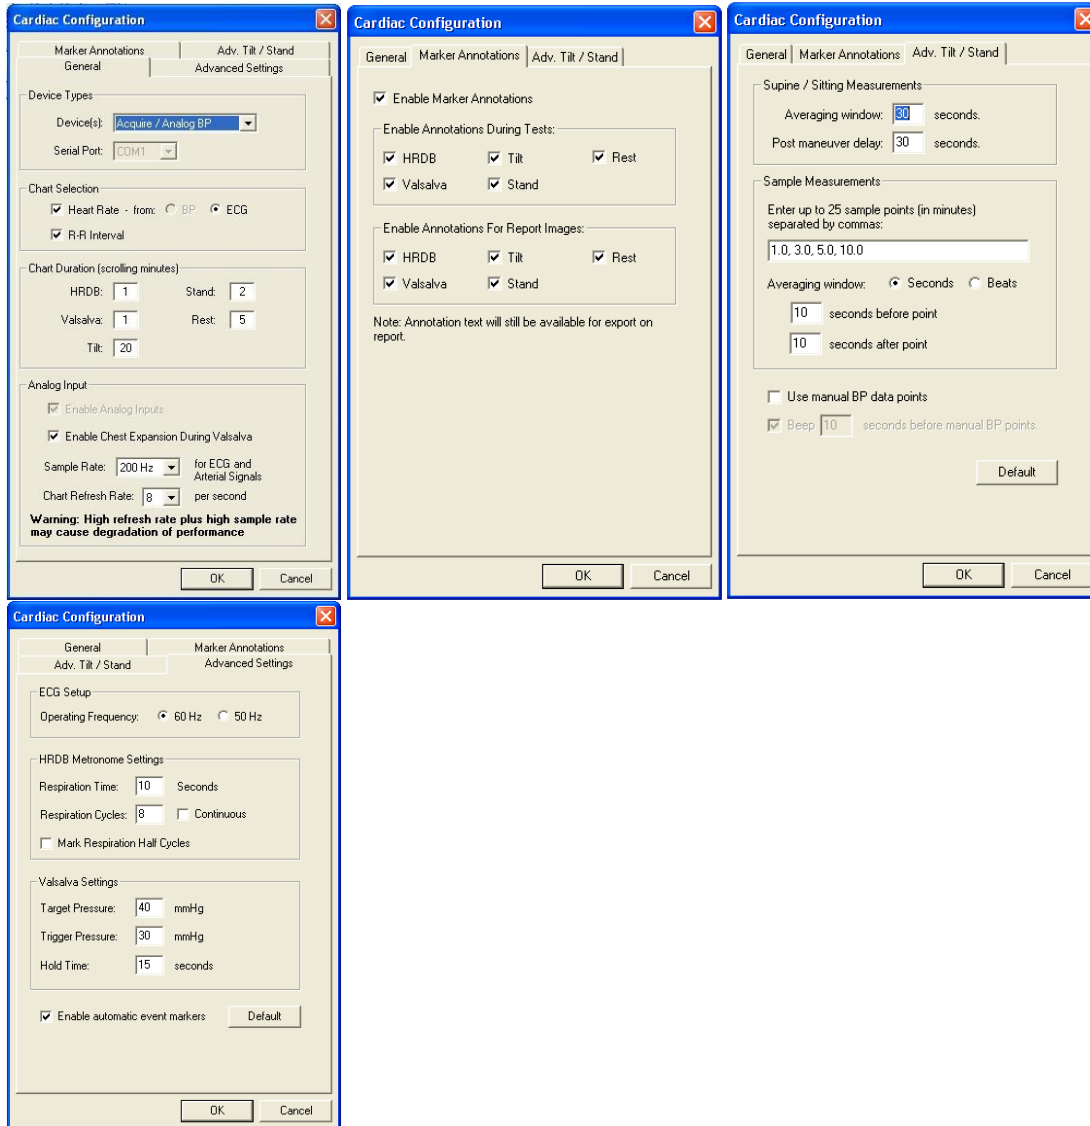 Cardiac Configuration
Marker Annotations Adv. Tilt / Stand
General Advanced Settings
Device Types
Device(s): Acquire / Analog BP
Serial Port: COM1
Chart Selection
Heart Rate - from: BP ECG
R-R Interval
Chart Duration (scrolling minutes)
HRDB: 1 Stand: 2
Valsalva: 1 Rest: 5
Tilt: 20
Analog Input
Enable Analog Inputs
Enable Chest Expansion During Valsalva
Sample Rate: 200 Hz for ECG and
Arterial Signals
Chart Refresh Rate: 8 per second
Warning: High refresh rate plus high sample rate
may cause degradation of performance
OK Cancel
Cardiac Configuration
General Marker Annotations Adv. Tilt / Stand
Enable Marker Annotations
Enable Annotations During Tests:
HRDB Tilt Rest
Valsalva Stand
Enable Annotations For Report Images:
HRDB Tilt Rest
Valsalva Stand
Note: Annotation text will still be available for export on
report.
OK Cancel
Cardiac Configuration
General Marker Annotations Adv. Tilt / Stand
Supine / Sitting Measurements
Averaging window: 30 seconds.
Post maneuver delay: 30 seconds.
Sample Measurements
Enter up to 25 sample points (in minutes)
separated by commas:
1.0, 3.0, 5.0, 10.0
Averaging window: Seconds Beats
10 seconds before point
10 seconds after point
Use manual BP data points
Beep 10 seconds before manual BP points.
Default
OK Cancel
Cardiac Configuration
General Marker Annotations
Adv. Tilt / Stand Advanced Settings
ECG Setup
Operating Frequency: 60 Hz 50 Hz
HRDB Metronome Settings
Respiration Time: 10 Seconds
Respiration Cycles: 8 Continuous
Mark Respiration Half Cycles
Valsalva Settings
Target Pressure: 40 mmHg
Trigger Pressure: 30 mmHg
Hold Time: 15 seconds
Enable automatic event markers Default
OK Cancel